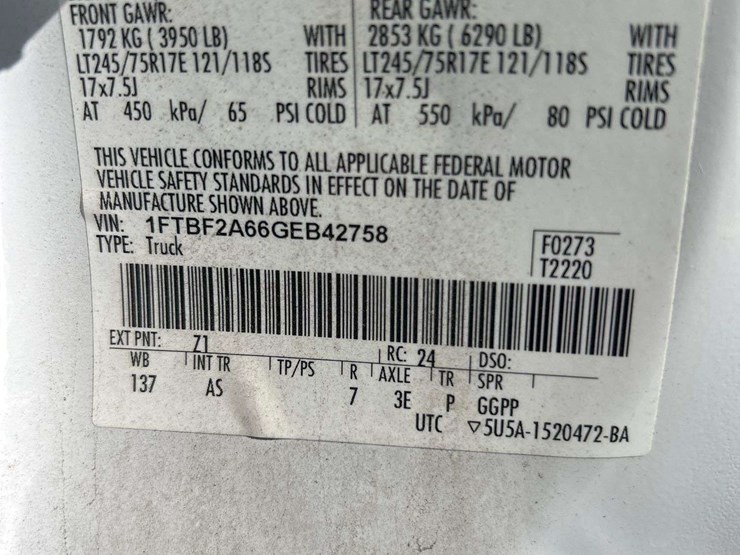 FRONT GAWR: REAR GAWR:
1792 KG ( 3950 LB) WITH 2853 KG ( 6290 LB) WITH
LT245/75R17E 121/118S TIRES LT245/75R17E 121/118S TIRES
17x7.5J RIMS 17x7.5J RIMS
AT 450 kPa/ 65 PSI COLD AT 550 kPa/ 80 PSI COLD
THIS VEHICLE CONFORMS TO ALL APPLICABLE FEDERAL MOTOR
VEHICLE SAFETY STANDARDS IN EFFECT ON THE DATE OF
MANUFACTURE SHOWN ABOVE.
VIN: 1FTBF2A66GEB42758 F0273
TYPE: Truck T2220
EXT PNT: Z1 RC: 24 DSO:
WB INT TR TP/PS R AXLE TR SPR
137 AS 7 3E P GGPP
UTC ▽5U5A-1520472-BA